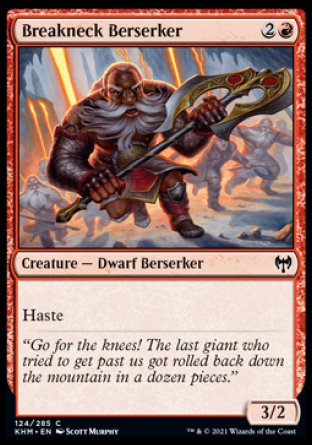 Breakneck Berserker 2
Creature — Dwarf Berserker
Haste
“Go for the knees! The last giant who
tried to get past us got rolled back down
the mountain in a dozen pieces.”
3/2
124/285 C
KHM • EN Scott Murphy
™ & © 2021 Wizards of the Coast